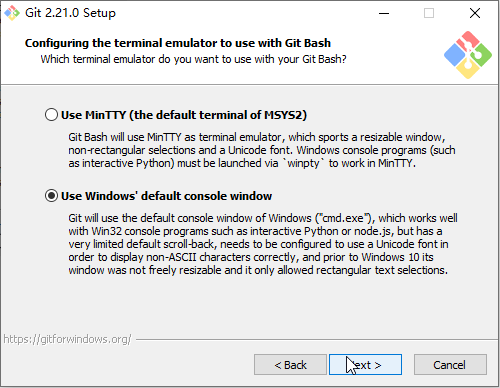 Git 2.21.0 Setup
Configuring the terminal emulator to use with Git Bash
Which terminal emulator do you want to use with your Git Bash?
Use MinTTY (the default terminal of MSYS2)
Git Bash will use MinTTY as terminal emulator, which sports a resizable window,
non-rectangular selections and a Unicode font. Windows console programs (such
as interactive Python) must be launched via `winpty` to work in MinTTY.
Use Windows' default console window
Git will use the default console window of Windows ("cmd.exe"), which works well
with Win32 console programs such as interactive Python or node.js, but has a
very limited default scroll-back, needs to be configured to use a Unicode font in
order to display non-ASCII characters correctly, and prior to Windows 10 its
window was not freely resizable and it only allowed rectangular text selections.
https://gitforwindows.org/
< Back
Next >
Cancel